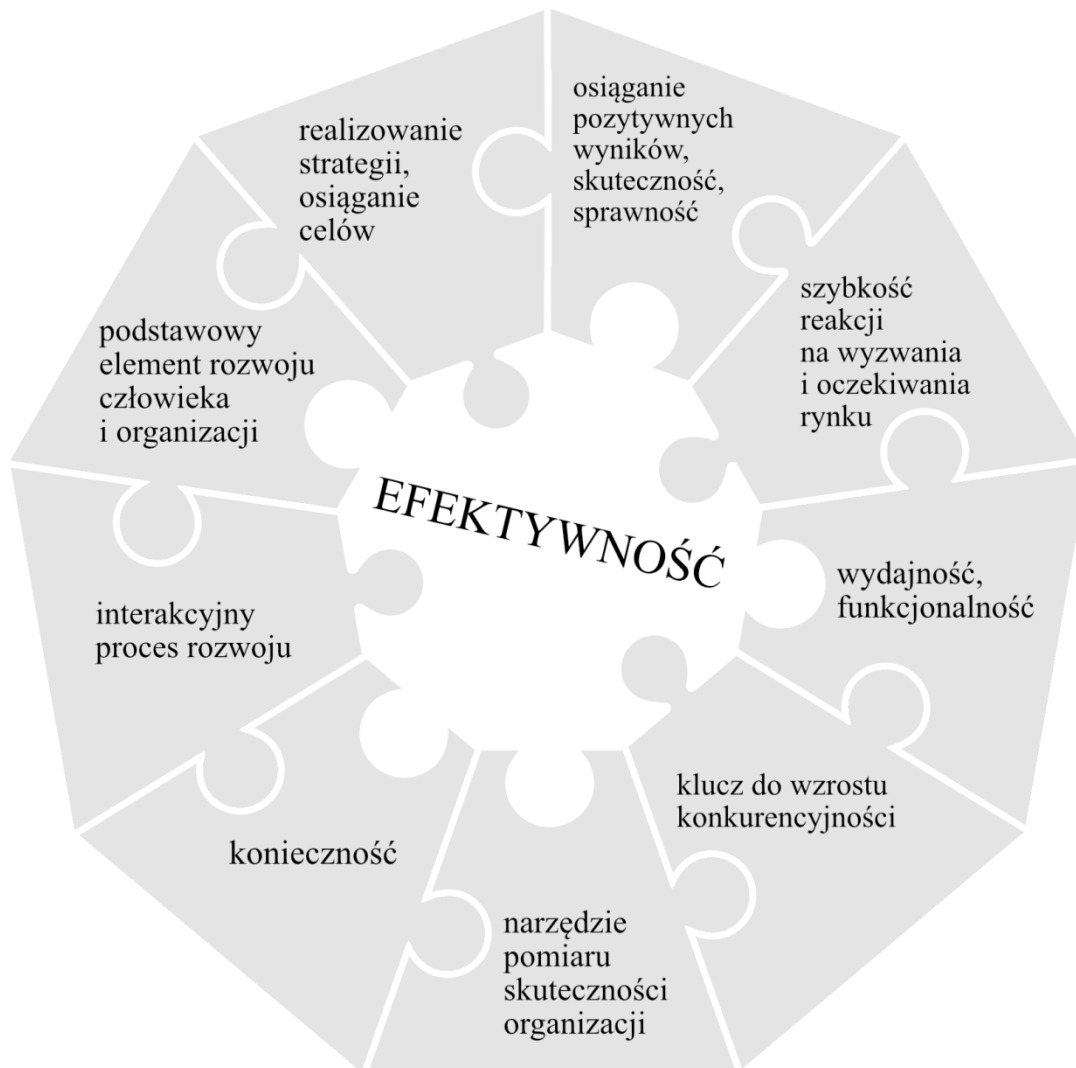 osiąganie
pozytywnych
wyników,
skuteczność,
sprawność
szybkość
reakcji
na wyzwania
i oczekiwania
rynku
wydajność,
funkcjonalność
klucz do wzrostu
konkurencyjności
narzędzie
pomiaru
skuteczności
organizacji
konieczność
interakcyjny
proces rozwoju
podstawowy
element rozwoju
człowieka
i organizacji
realizowanie
strategii,
osiąganie
celów
EFEKTYWNOŚĆ